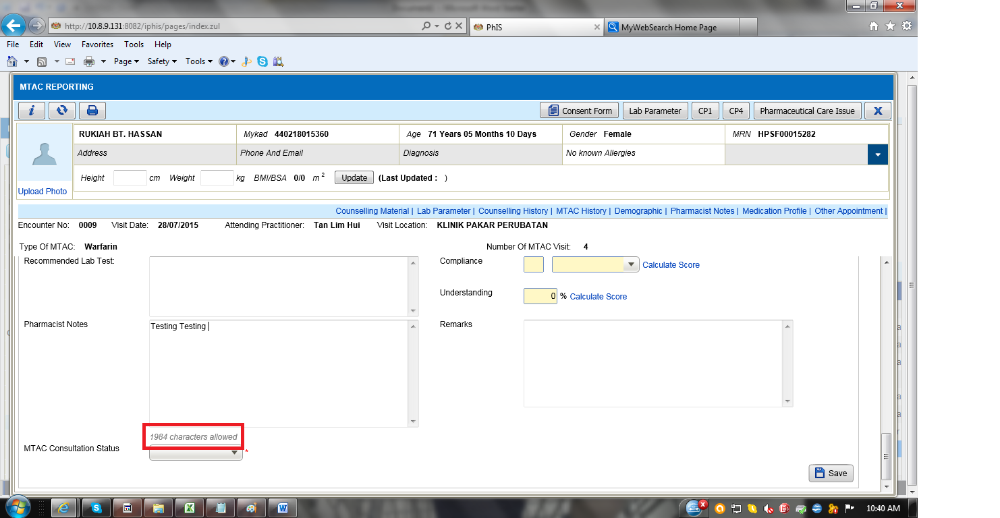 http://10.8.9.131:8082/iphis/pages/index.zul
PhIS
MyWebSearch Home Page
File Edit View Favorites Tools Help
Page Safety Tools
MTAC REPORTING
i
Consent Form Lab Parameter CP1 CP4 Pharmaceutical Care Issue X
RUKIAH BT. HASSAN Mykad 440218015360 Age 71 Years 05 Months 10 Days Gender Female MRN HPSF00015282
Address Phone And Email Diagnosis No known Allergies
Height cm Weight kg BMI/BSA 0/0 m 2 Update (Last Updated : )
Upload Photo
Counselling Material | Lab Parameter | Counselling History | MTAC History | Demographic | Pharmacist Notes | Medication Profile | Other Appointment |
Encounter No: 0009 Visit Date: 28/07/2015 Attending Practitioner: Tan Lim Hui Visit Location: KLINIK PAKAR PERUBATAN
Type Of MTAC: Warfarin Number Of MTAC Visit: 4
Recommended Lab Test: Compliance Calculate Score
Understanding 0 % Calculate Score
Pharmacist Notes Testing Testing Remarks
1984 characters allowed
MTAC Consultation Status *
Save
10:40 AM